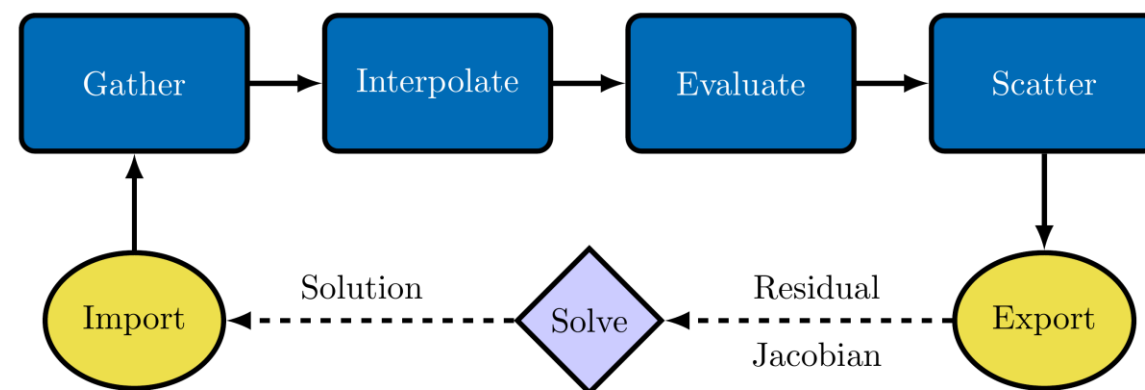 Gather
Interpolate
Evaluate
Scatter
Solution
Residual
Import
Solve
Export
Jacobian